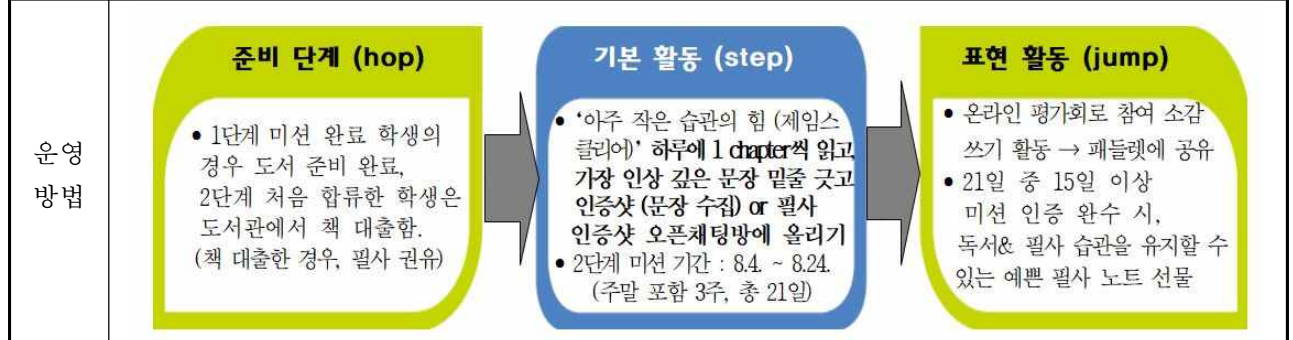 운영
방법
준비 단계 (hop)
• 1단계 미션 완료 학생의
경우 도서 준비 완료,
2단계 처음 합류한 학생은
도서관에서 책 대출함.
(책 대출한 경우, 필사 권유)
기본 활동 (step)
• ‘아주 작은 습관의 힘 (제임스
클리어)’ 하루에 1 chapter씩 읽고,
가장 인상 깊은 문장 밑줄 긋고
인증샷 (문장 수집) or 필사
인증샷 오픈채팅방에 올리기
• 2단계 미션 기간 : 8.4. ~ 8.24.
(주말 포함 3주, 총 21일)
표현 활동 (jump)
• 온라인 평가회로 참여 소감
쓰기 활동 → 패들렛에 공유
• 21일 중 15일 이상
미션 인증 완수 시,
독서& 필사 습관을 유지할 수
있는 예쁜 필사 노트 선물